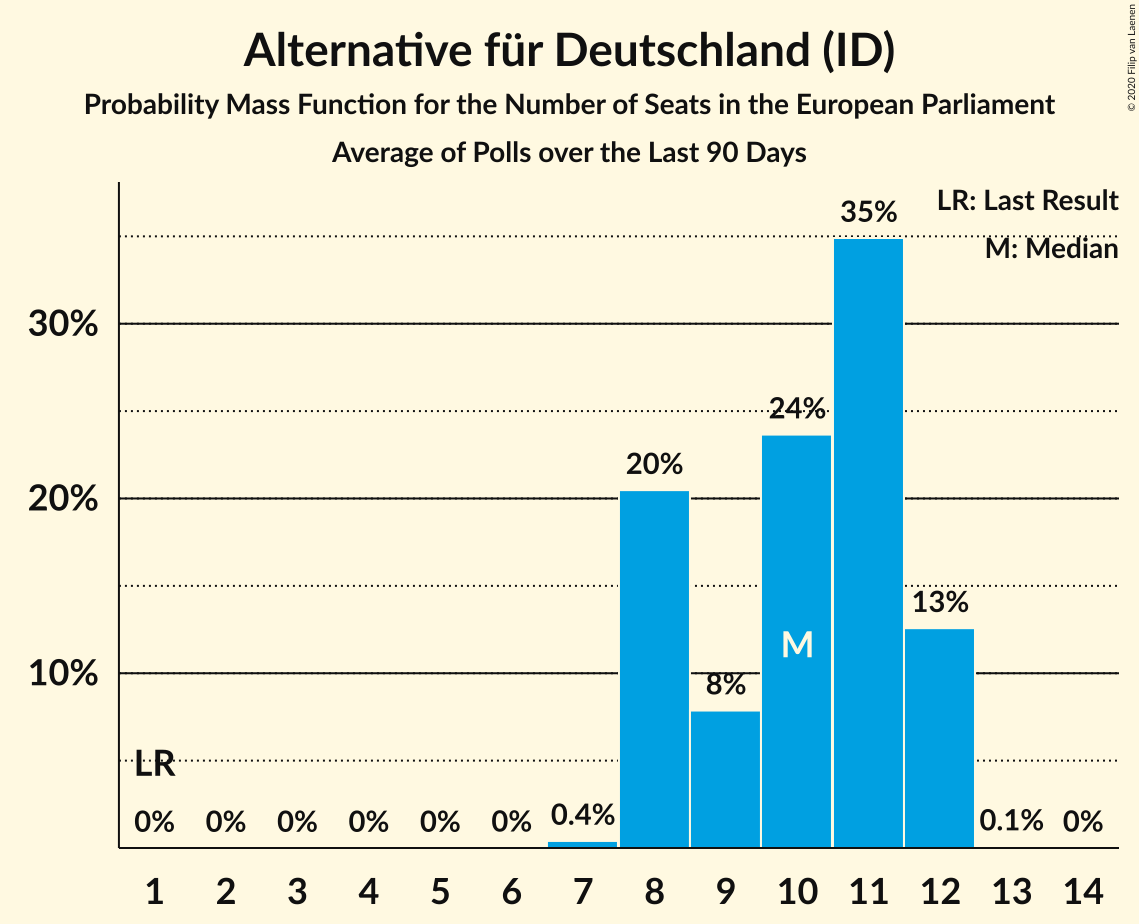 Alternative für Deutschland (ID)
Probability Mass Function for the Number of Seats in the European Parliament
Average of Polls over the Last 90 Days
© 2020 Filip van Laenen
LR: Last Result
M: Median
35%
30%
24%
20%
20%
13%
M
10%
8%
LR
0% 0% 0% 0% 0% 0% 0.4% 0.1% 0%
1 2 3 4 5 6 7 8 9 10 11 12 13 14